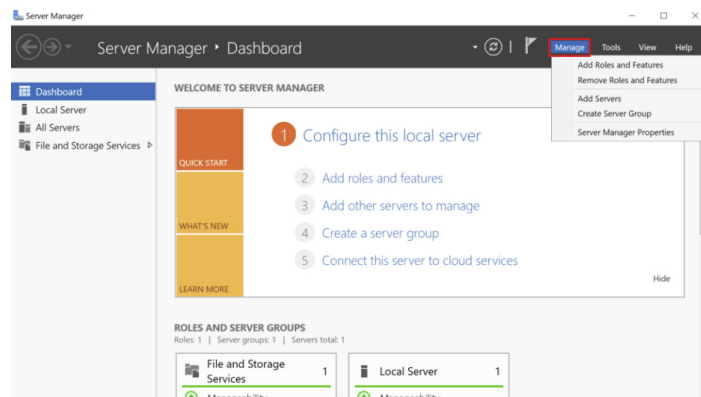 Server Manager
Server Manager • Dashboard
Manage Tools View Help
Add Roles and Features
Remove Roles and Features
Add Servers
Create Server Group
Server Manager Properties
Dashboard
Local Server
All Servers
File and Storage Services
WELCOME TO SERVER MANAGER
QUICK START
WHAT'S NEW
LEARN MORE
1 Configure this local server
2 Add roles and features
3 Add other servers to manage
4 Create a server group
5 Connect this server to cloud services
Hide
ROLES AND SERVER GROUPS
Roles: 1 | Server groups: 1 | Servers total: 1
File and Storage
Services
1
Manageability
Local Server 1
Manageability